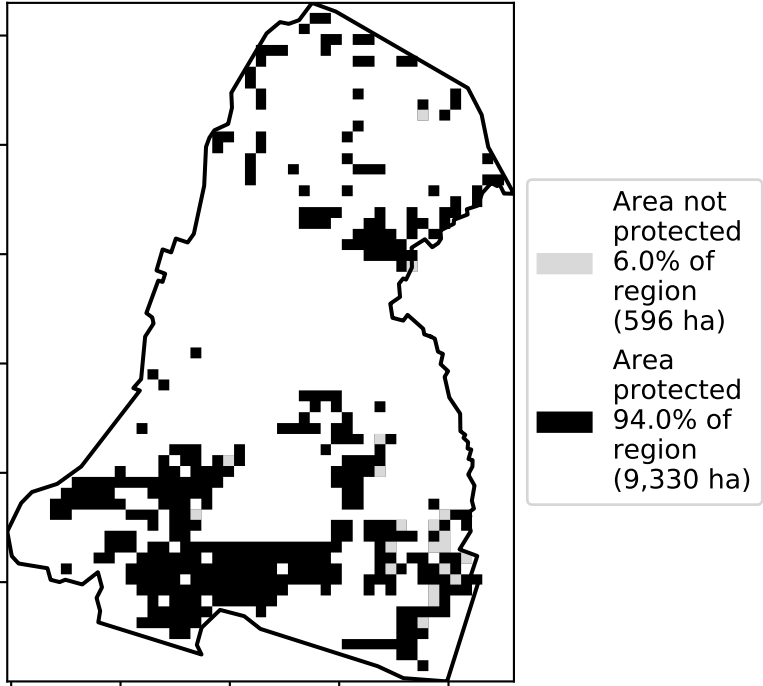 Area not
protected
6.0% of
region
(596 ha)
Area
protected
94.0% of
region
(9,330 ha)